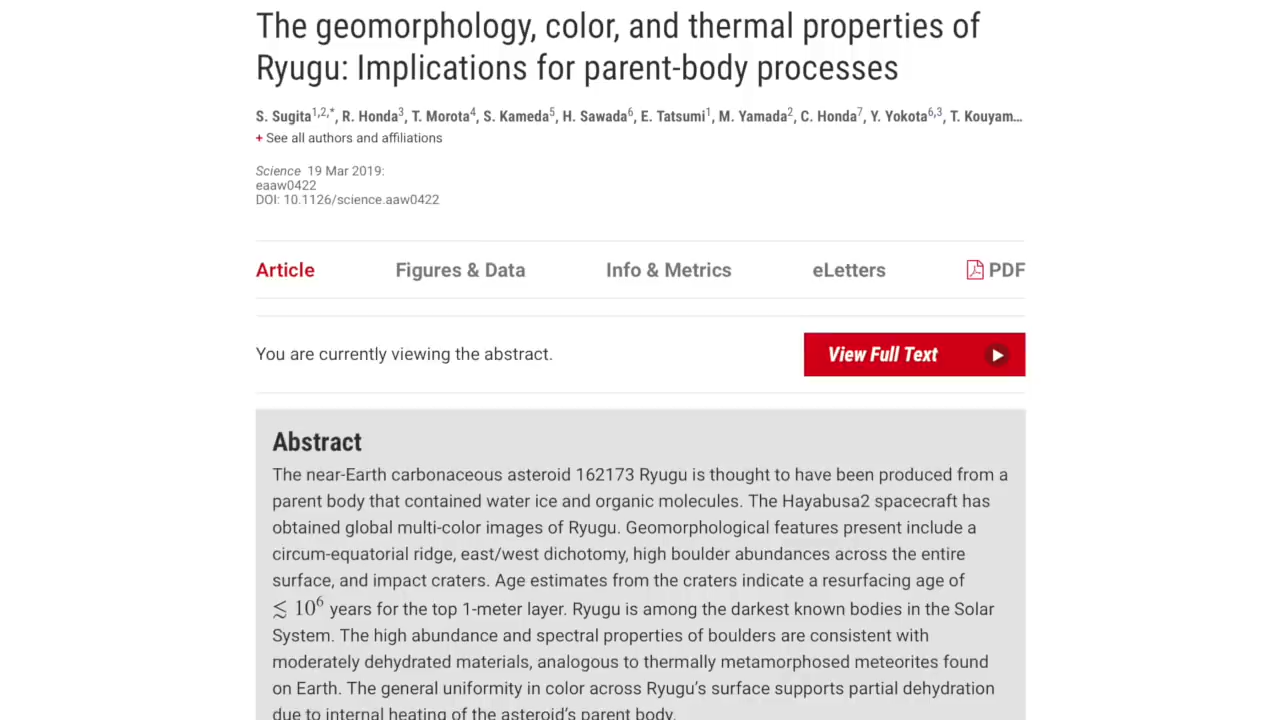 The geomorphology, color, and thermal properties of
Ryugu: Implications for parent-body processes
S. Sugita1,2,*, R. Honda3, T. Morota4, S. Kameda5, H. Sawada6, E. Tatsumi1, M. Yamada2, C. Honda7, Y. Yokota6,3, T. Kouyam...
+ See all authors and affiliations
Science 19 Mar 2019:
eaaw0422
DOI: 10.1126/science.aaw0422
Article Figures & Data Info & Metrics eLetters PDF
You are currently viewing the abstract. View Full Text
Abstract
The near-Earth carbonaceous asteroid 162173 Ryugu is thought to have been produced from a
parent body that contained water ice and organic molecules. The Hayabusa2 spacecraft has
obtained global multi-color images of Ryugu. Geomorphological features present include a
circum-equatorial ridge, east/west dichotomy, high boulder abundances across the entire
surface, and impact craters. Age estimates from the craters indicate a resurfacing age of
≲ 10⁶ years for the top 1-meter layer. Ryugu is among the darkest known bodies in the Solar
System. The high abundance and spectral properties of boulders are consistent with
moderately dehydrated materials, analogous to thermally metamorphosed meteorites found
on Earth. The general uniformity in color across Ryugu's surface supports partial dehydration
due to internal heating of the asteroid's parent body.